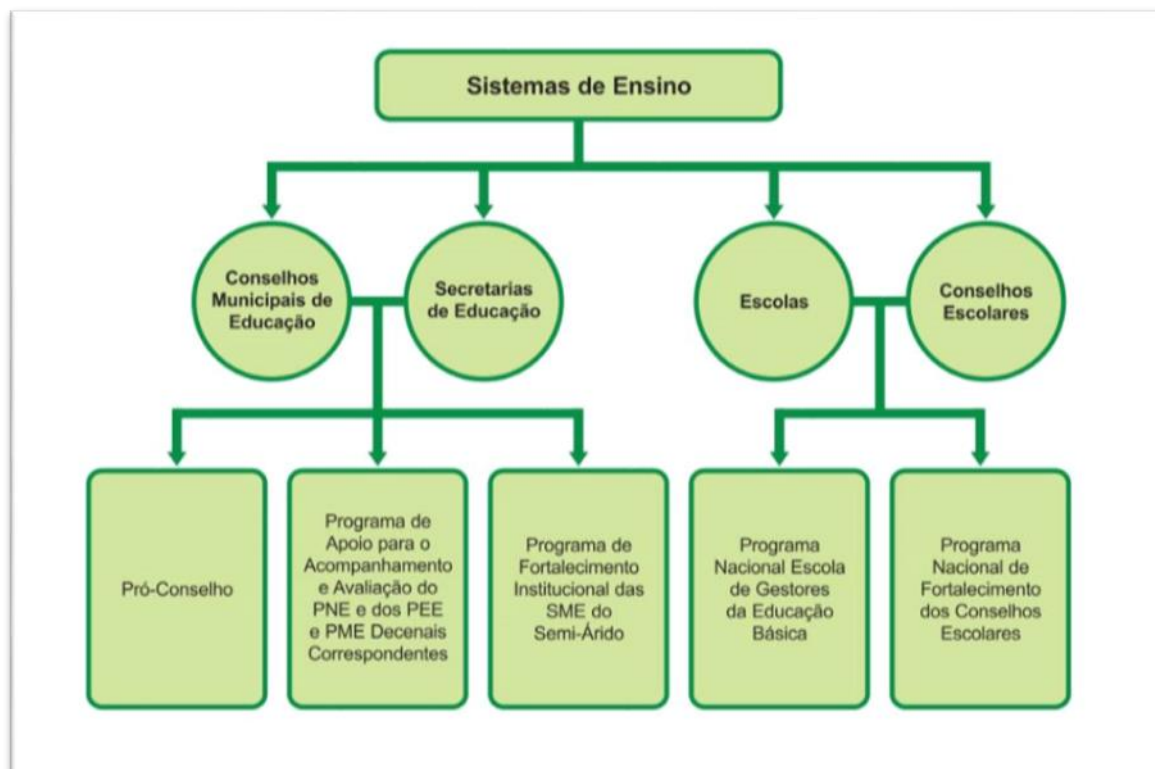 Sistemas de Ensino
Conselhos
Municipais de
Educação
Secretarias
de Educação
Escolas
Conselhos
Escolares
Pró-Conselho
Programa de
Apoio para o
Acompanhamento
e Avaliação do
PNE e dos PEE
e PME Decenais
Correspondentes
Programa de
Fortalecimento
Institucional das
SME do
Semi-Árido
Programa
Nacional Escola
de Gestores
da Educação
Básica
Programa
Nacional de
Fortalecimento
dos Conselhos
Escolares